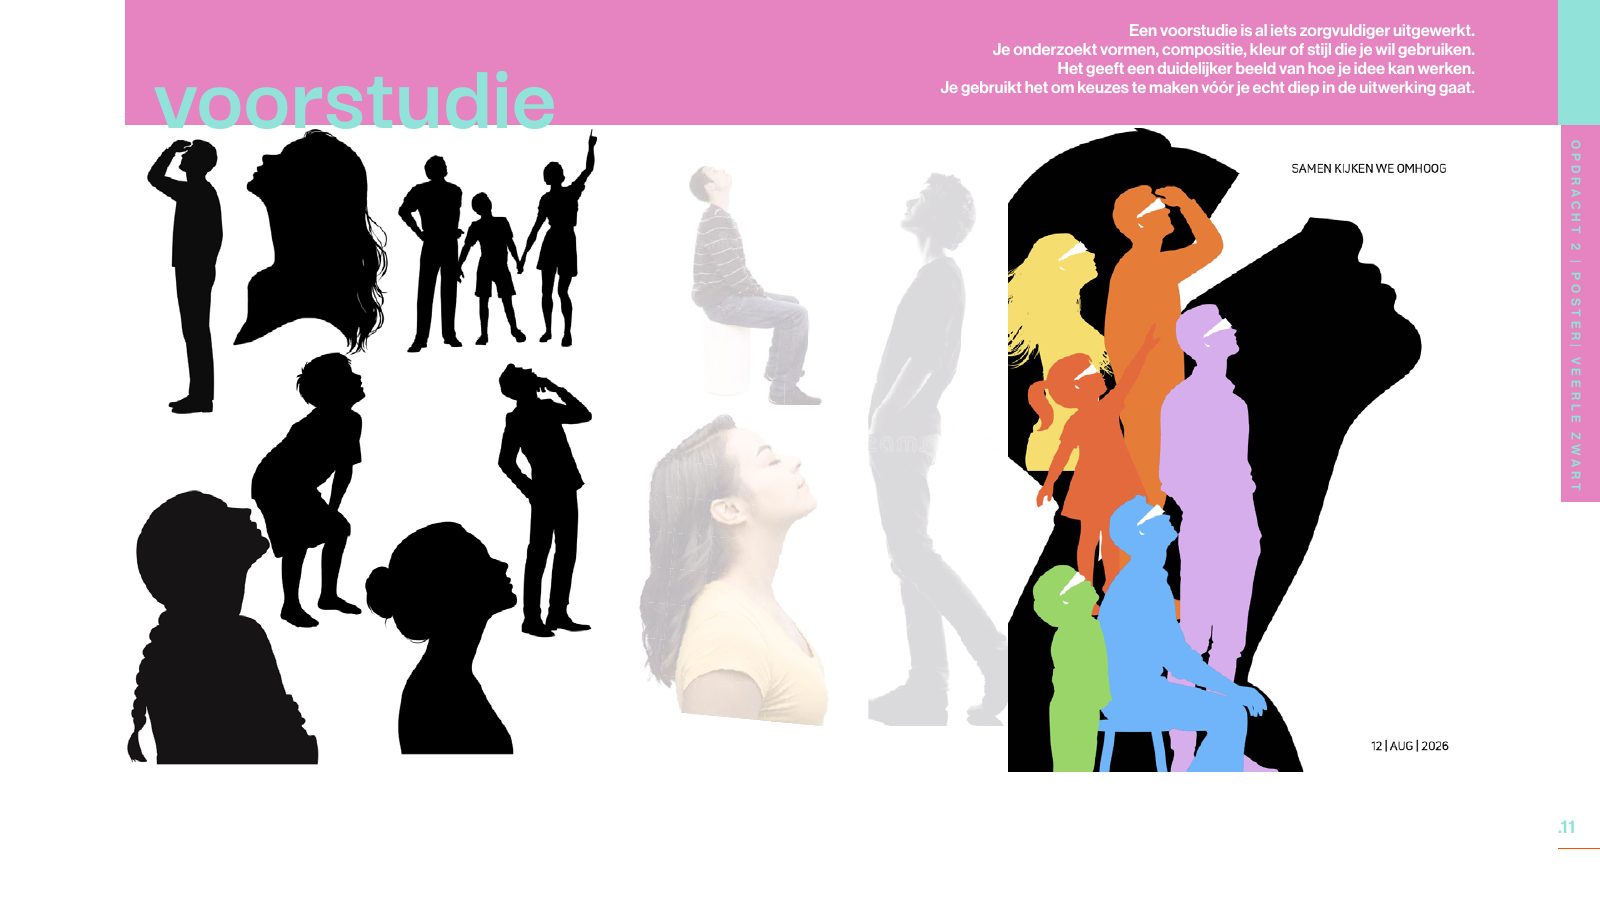 voorstudie
Een voorstudie is al iets zorgvuldiger uitgewerkt.
Je onderzoekt vormen, compositie, kleur of stijl die je wil gebruiken.
Het geeft een duidelijker beeld van hoe je idee kan werken.
Je gebruikt het om keuzes te maken vóór je echt diep in de uitwerking gaat.
SAMEN KIJKEN WE OMHOOG
12 | AUG | 2026
OPDRACHT 2 | POSTER| VEERLE ZWART
.11